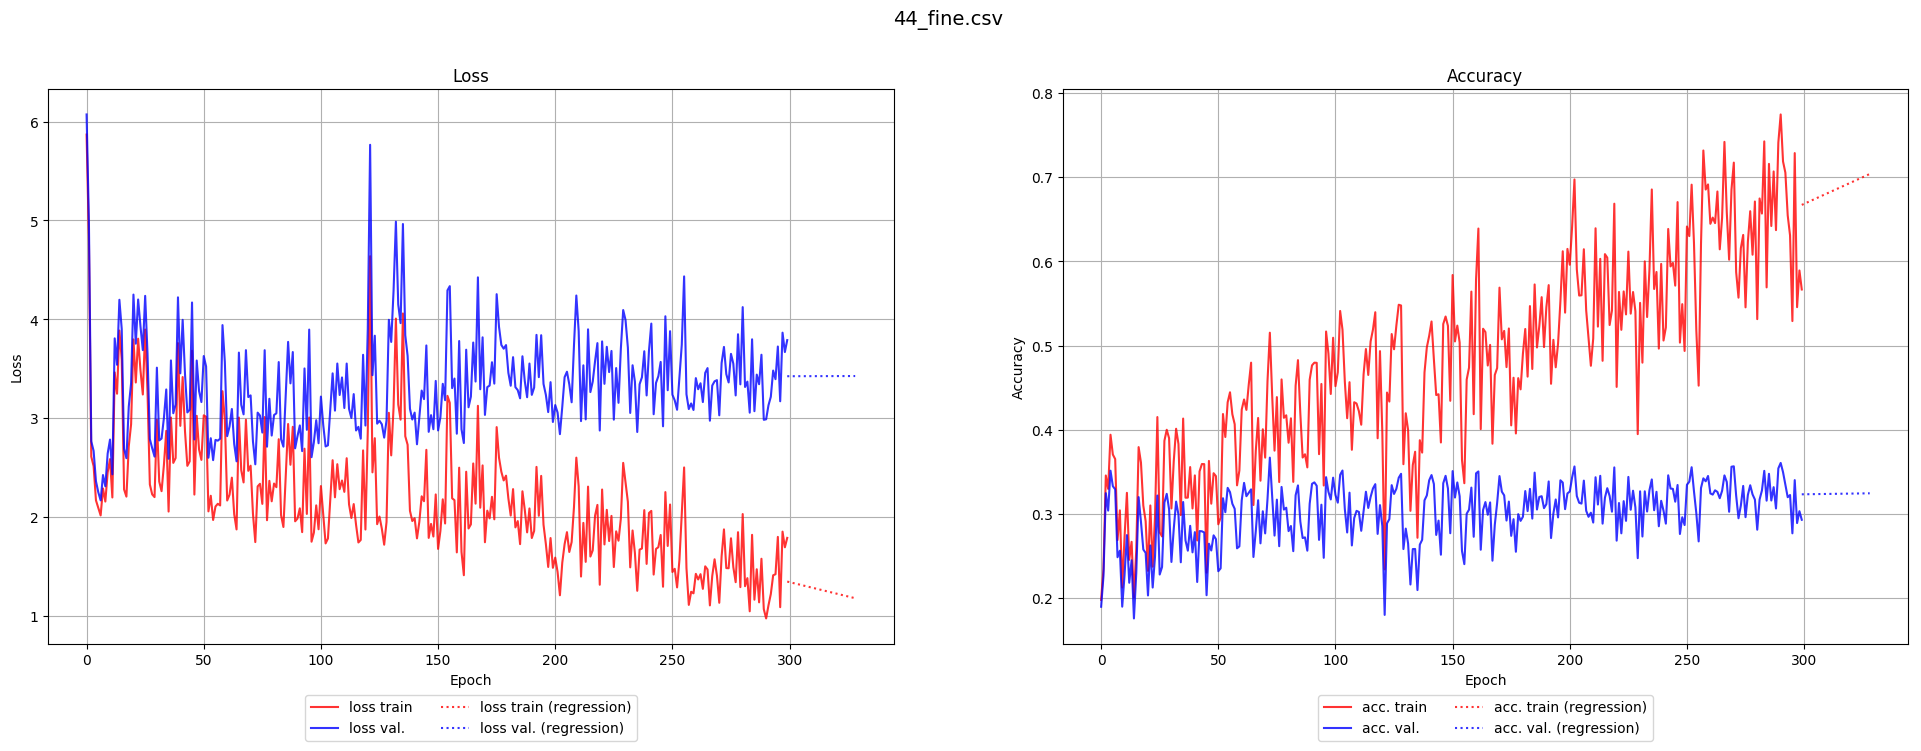 44_fine.csv
Loss
Loss
6
5
4
3
2
1
0 50 100 150 200 250 300
Epoch
loss train
loss val.
loss train (regression)
loss val. (regression)
Accuracy
Accuracy
0.8
0.7
0.6
0.5
0.4
0.3
0.2
0 50 100 150 200 250 300
Epoch
acc. train
acc. val.
acc. train (regression)
acc. val. (regression)